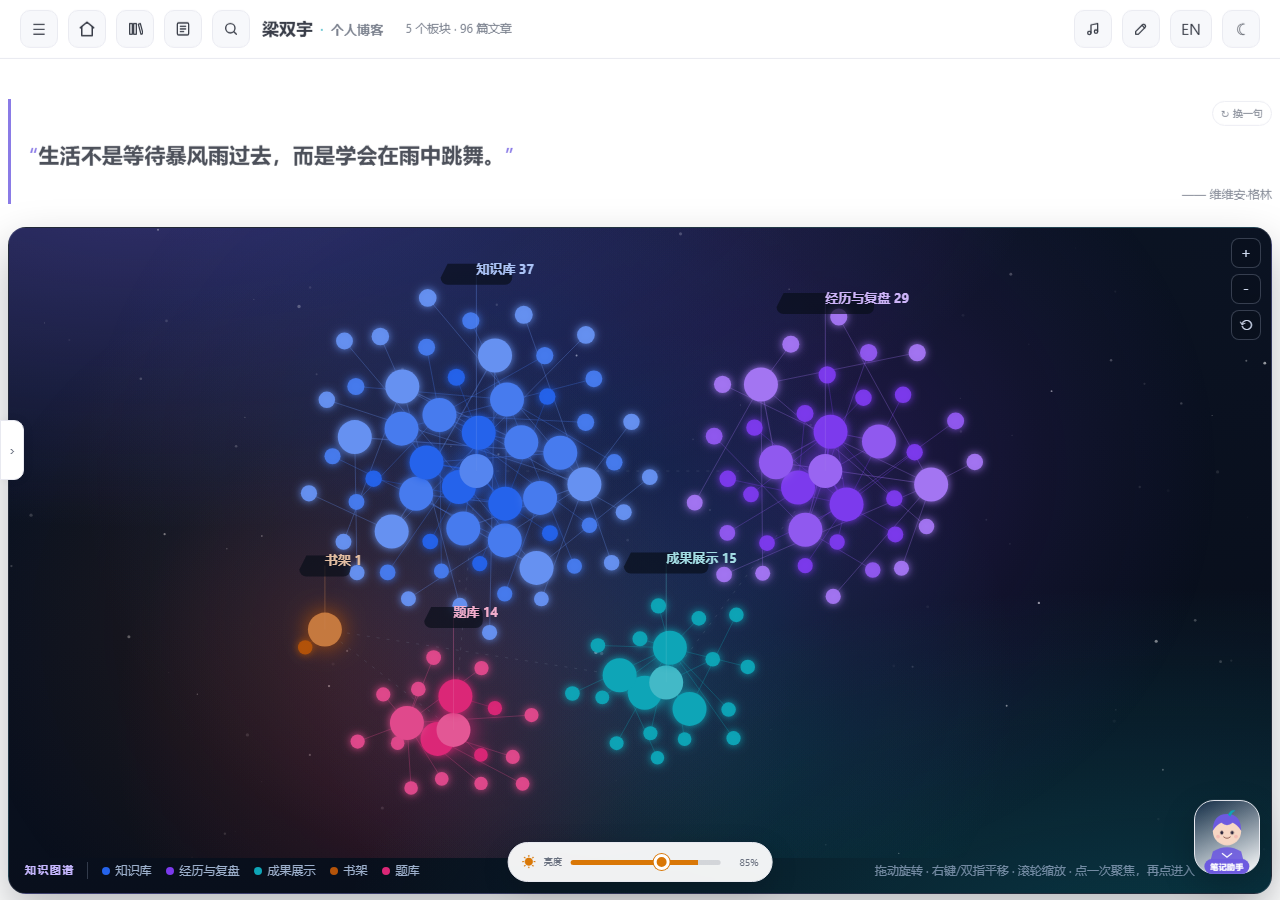 梁双宇 · 个人博客 5 个板块 · 96 篇文章
EN
↻ 换一句
“生活不是等待暴风雨过去，而是学会在雨中跳舞。”
—— 维维安·格林
知识库 37
经历与复盘 29
书架 1
成果展示 15
题库 14
知识图谱 知识库 经历与复盘 成果展示 书架 题库
亮度 85%
拖动旋转 · 右键/双指平移 · 滚轮缩放 · 点一次聚焦，再点进入
笔记助手